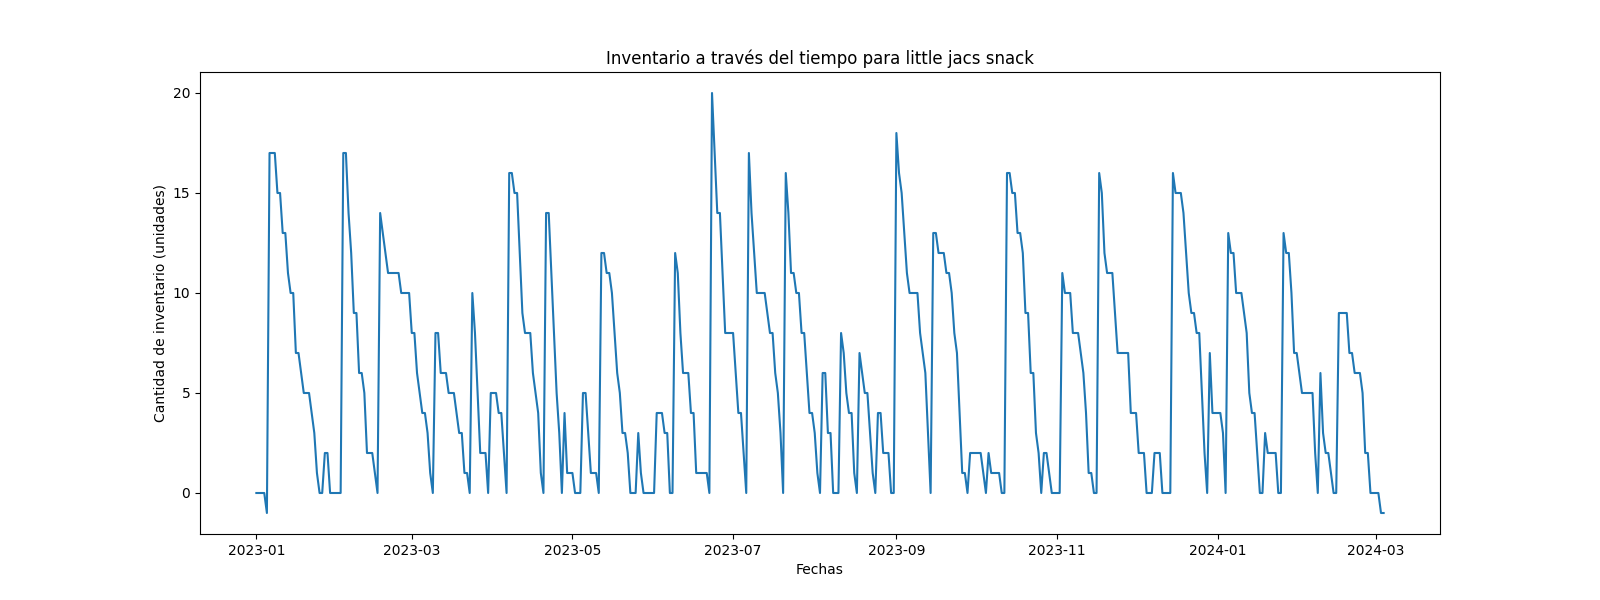 Inventario a través del tiempo para little jacs snack
Cantidad de inventario (unidades)
20
15
10
5
0
2023-01 2023-03 2023-05 2023-07 2023-09 2023-11 2024-01 2024-03
Fechas